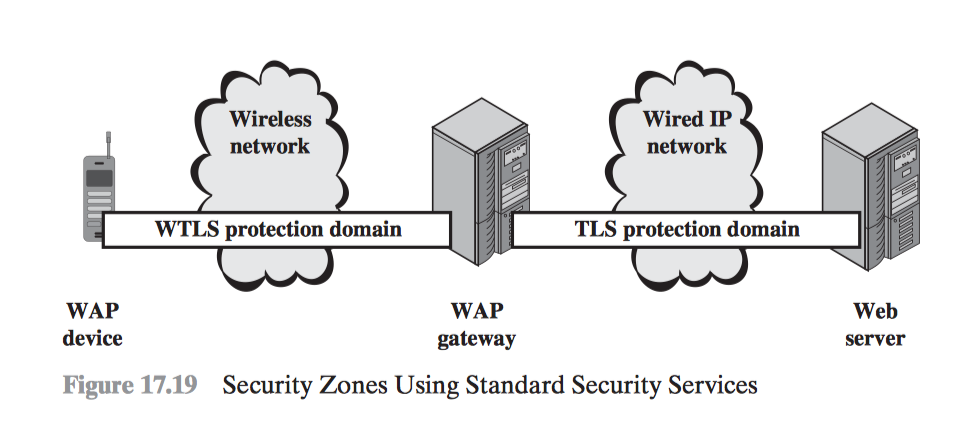 Wireless
network
Wired IP
network
WTLS protection domain
TLS protection domain
WAP
device
WAP
gateway
Web
server
Figure 17.19 Security Zones Using Standard Security Services